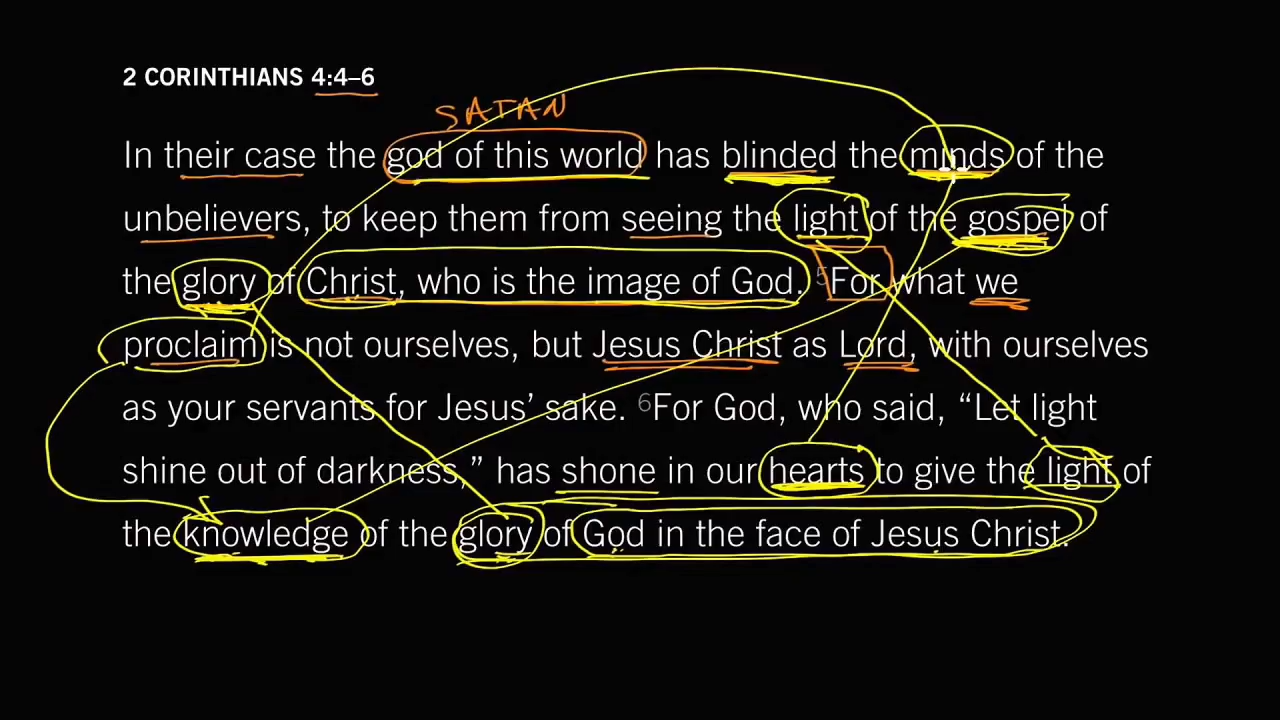 2 CORINTHIANS 4:4–6
SATAN
In their case the god of this world has blinded the minds of the
unbelievers, to keep them from seeing the light of the gospel of
the glory of Christ, who is the image of God. 5For what we
proclaim is not ourselves, but Jesus Christ as Lord, with ourselves
as your servants for Jesus’ sake. 6For God, who said, “Let light
shine out of darkness,” has shone in our hearts to give the light of
the knowledge of the glory of God in the face of Jesus Christ.